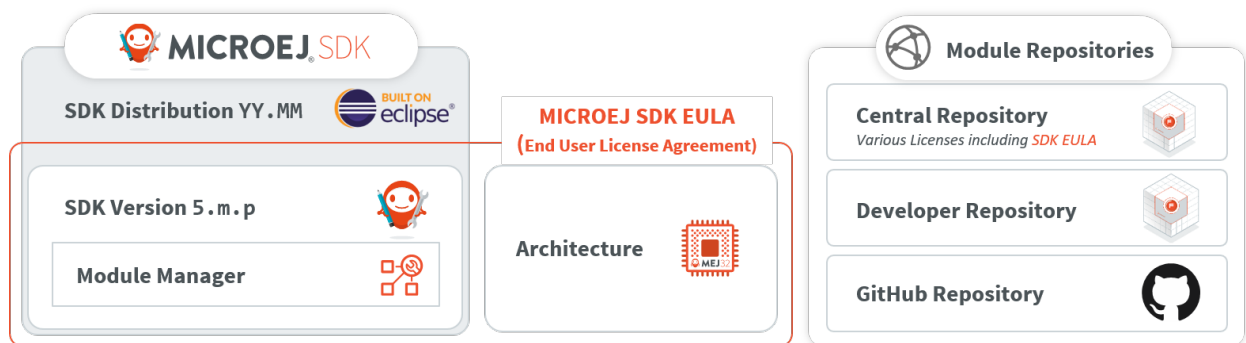 MICROEJ® SDK
SDK Distribution YY.MM
BUILT ON
eclipse®
MICROEJ SDK EULA
(End User License Agreement)
SDK Version 5.m.p
Module Manager
Architecture
MEJ32
Module Repositories
Central Repository
Various Licenses including SDK EULA
Developer Repository
GitHub Repository